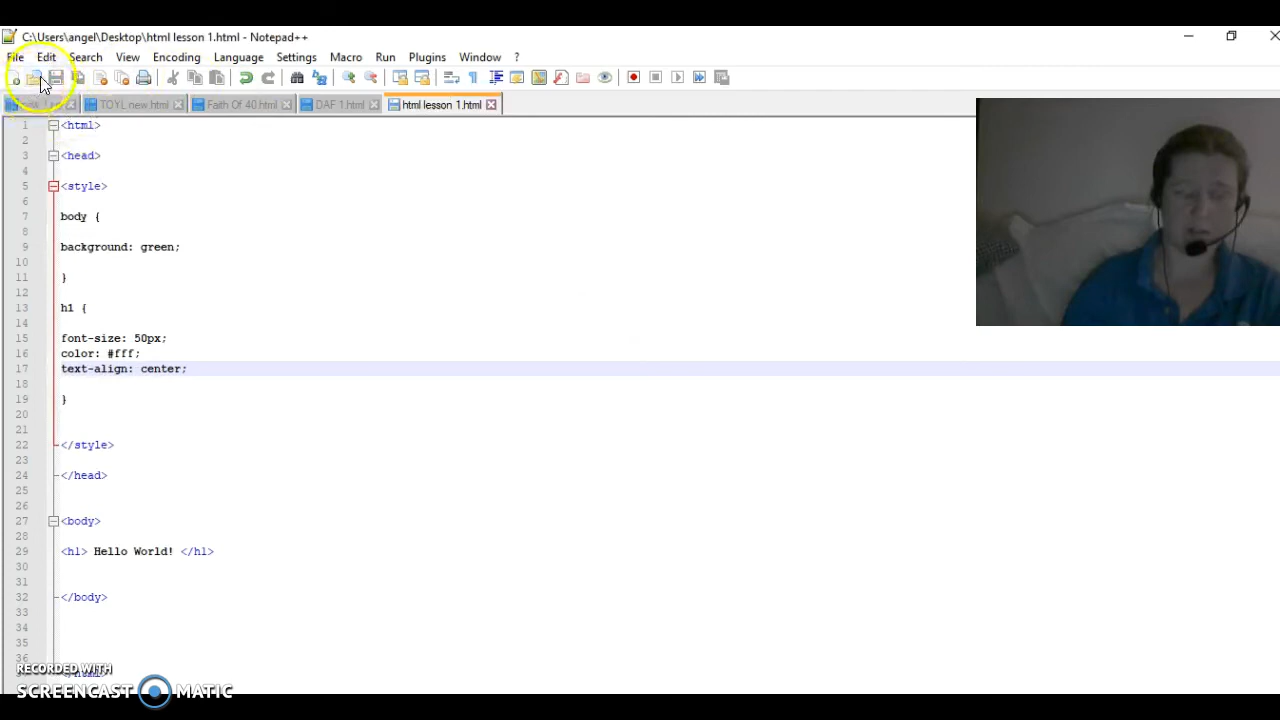 C:\Users\angel\Desktop\html lesson 1.html - Notepad++
File Edit Search View Encoding Language Settings Macro Run Plugins Window ?
TOYL new.html Faith Of 40.html DAF 1.html html lesson 1.html
1 <html>
2
3 <head>
4
5 <style>
6
7 body {
8
9 background: green;
10
11 }
12
13 h1 {
14
15 font-size: 50px;
16 color: #fff;
17 text-align: center;
18
19 }
20
21
22 </style>
23
24 </head>
25
26
27 <body>
28
29 <h1> Hello World! </h1>
30
31
32 </body>
33
34
35
36
RECORDED WITH
SCREENCAST MATIC